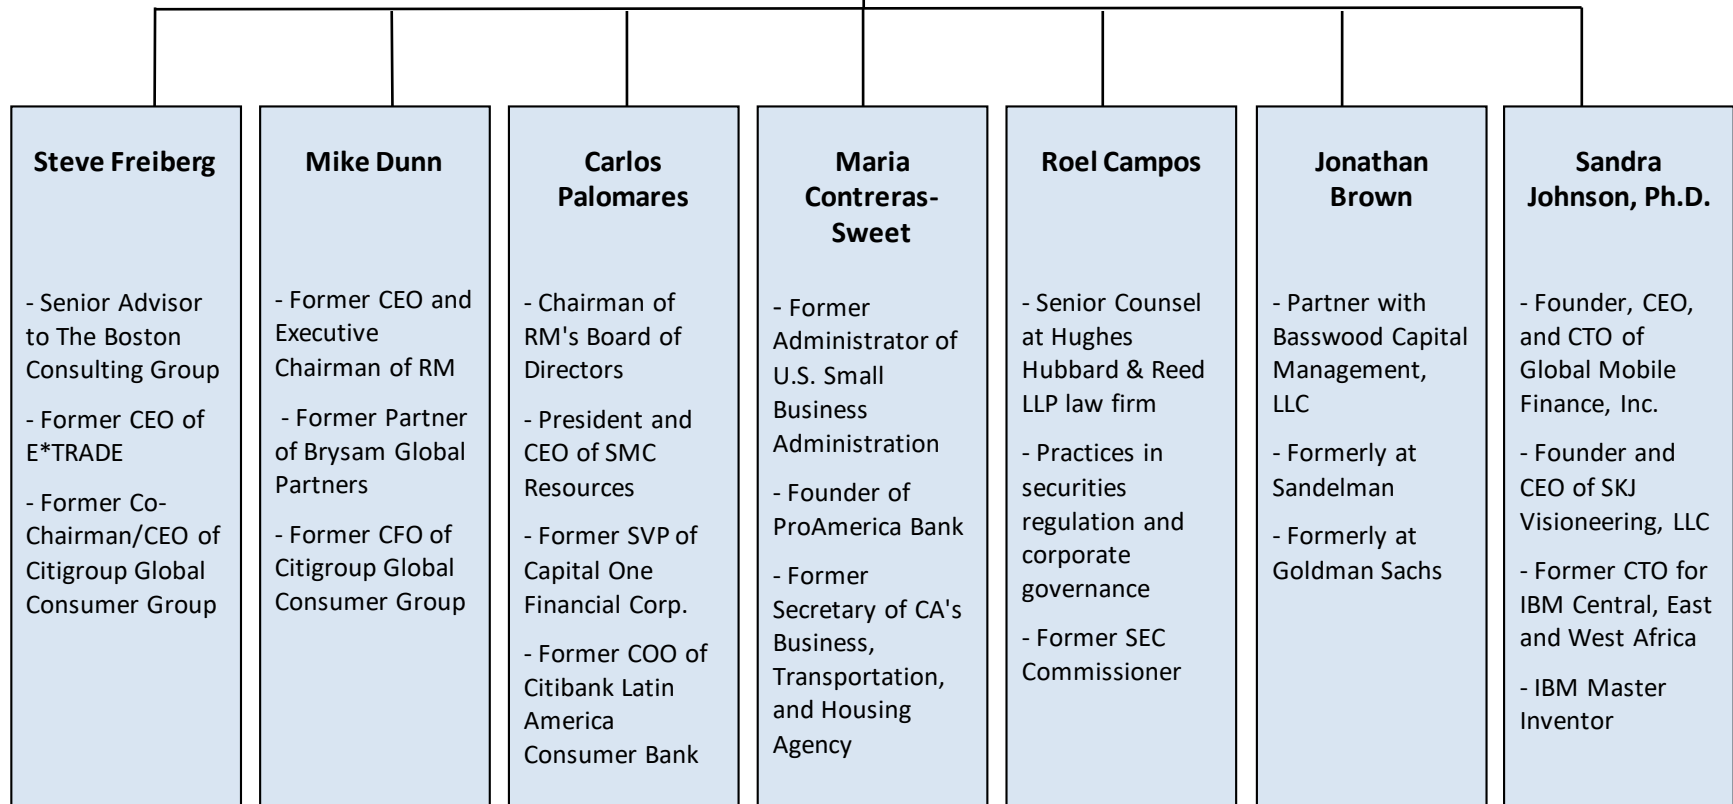 Steve Freiberg
- Senior Advisor
to The Boston
Consulting Group
- Former CEO of
E*TRADE
- Former Co-
Chairman/CEO of
Citigroup Global
Consumer Group
Mike Dunn
- Former CEO and
Executive
Chairman of RM
- Former Partner
of Brysam Global
Partners
- Former CFO of
Citigroup Global
Consumer Group
Carlos
Palomares
- Chairman of
RM's Board of
Directors
- President and
CEO of SMC
Resources
- Former SVP of
Capital One
Financial Corp.
- Former COO of
Citibank Latin
America
Consumer Bank
Maria
Contreras-
Sweet
- Former
Administrator of
U.S. Small
Business
Administration
- Founder of
ProAmerica Bank
- Former
Secretary of CA's
Business,
Transportation,
and Housing
Agency
Roel Campos
- Senior Counsel
at Hughes
Hubbard & Reed
LLP law firm
- Practices in
securities
regulation and
corporate
governance
- Former SEC
Commissioner
Jonathan
Brown
- Partner with
Basswood Capital
Management,
LLC
- Formerly at
Sandelman
- Formerly at
Goldman Sachs
Sandra
Johnson, Ph.D.
- Founder, CEO,
and CTO of
Global Mobile
Finance, Inc.
- Founder and
CEO of SKJ
Visioneering, LLC
- Former CTO for
IBM Central, East
and West Africa
- IBM Master
Inventor